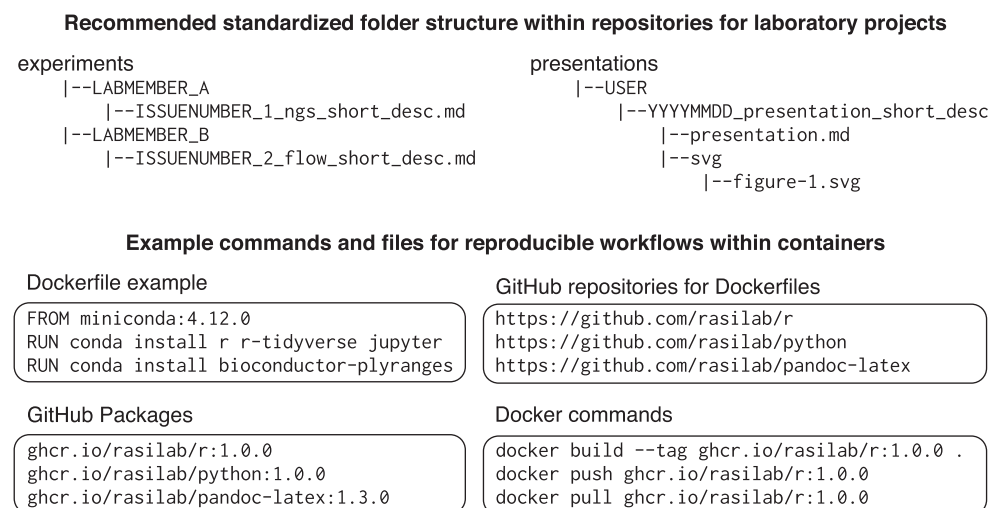 Recommended standardized folder structure within repositories for laboratory projects
experiments
|--LABMEMBER_A
|--ISSUENUMBER_1_ngs_short_desc.md
|--LABMEMBER_B
|--ISSUENUMBER_2_flow_short_desc.md
presentations
|--USER
|--YYYYMMDD_presentation_short_desc
|--presentation.md
|--svg
|--figure-1.svg
Example commands and files for reproducible workflows within containers
Dockerfile example
FROM miniconda:4.12.0
RUN conda install r r-tidyverse jupyter
RUN conda install bioconductor-plyranges
GitHub repositories for Dockerfiles
https://github.com/rasilab/r
https://github.com/rasilab/python
https://github.com/rasilab/pandoc-latex
GitHub Packages
ghcr.io/rasilab/r:1.0.0
ghcr.io/rasilab/python:1.0.0
ghcr.io/rasilab/pandoc-latex:1.3.0
Docker commands
docker build --tag ghcr.io/rasilab/r:1.0.0 .
docker push ghcr.io/rasilab/r:1.0.0
docker pull ghcr.io/rasilab/r:1.0.0